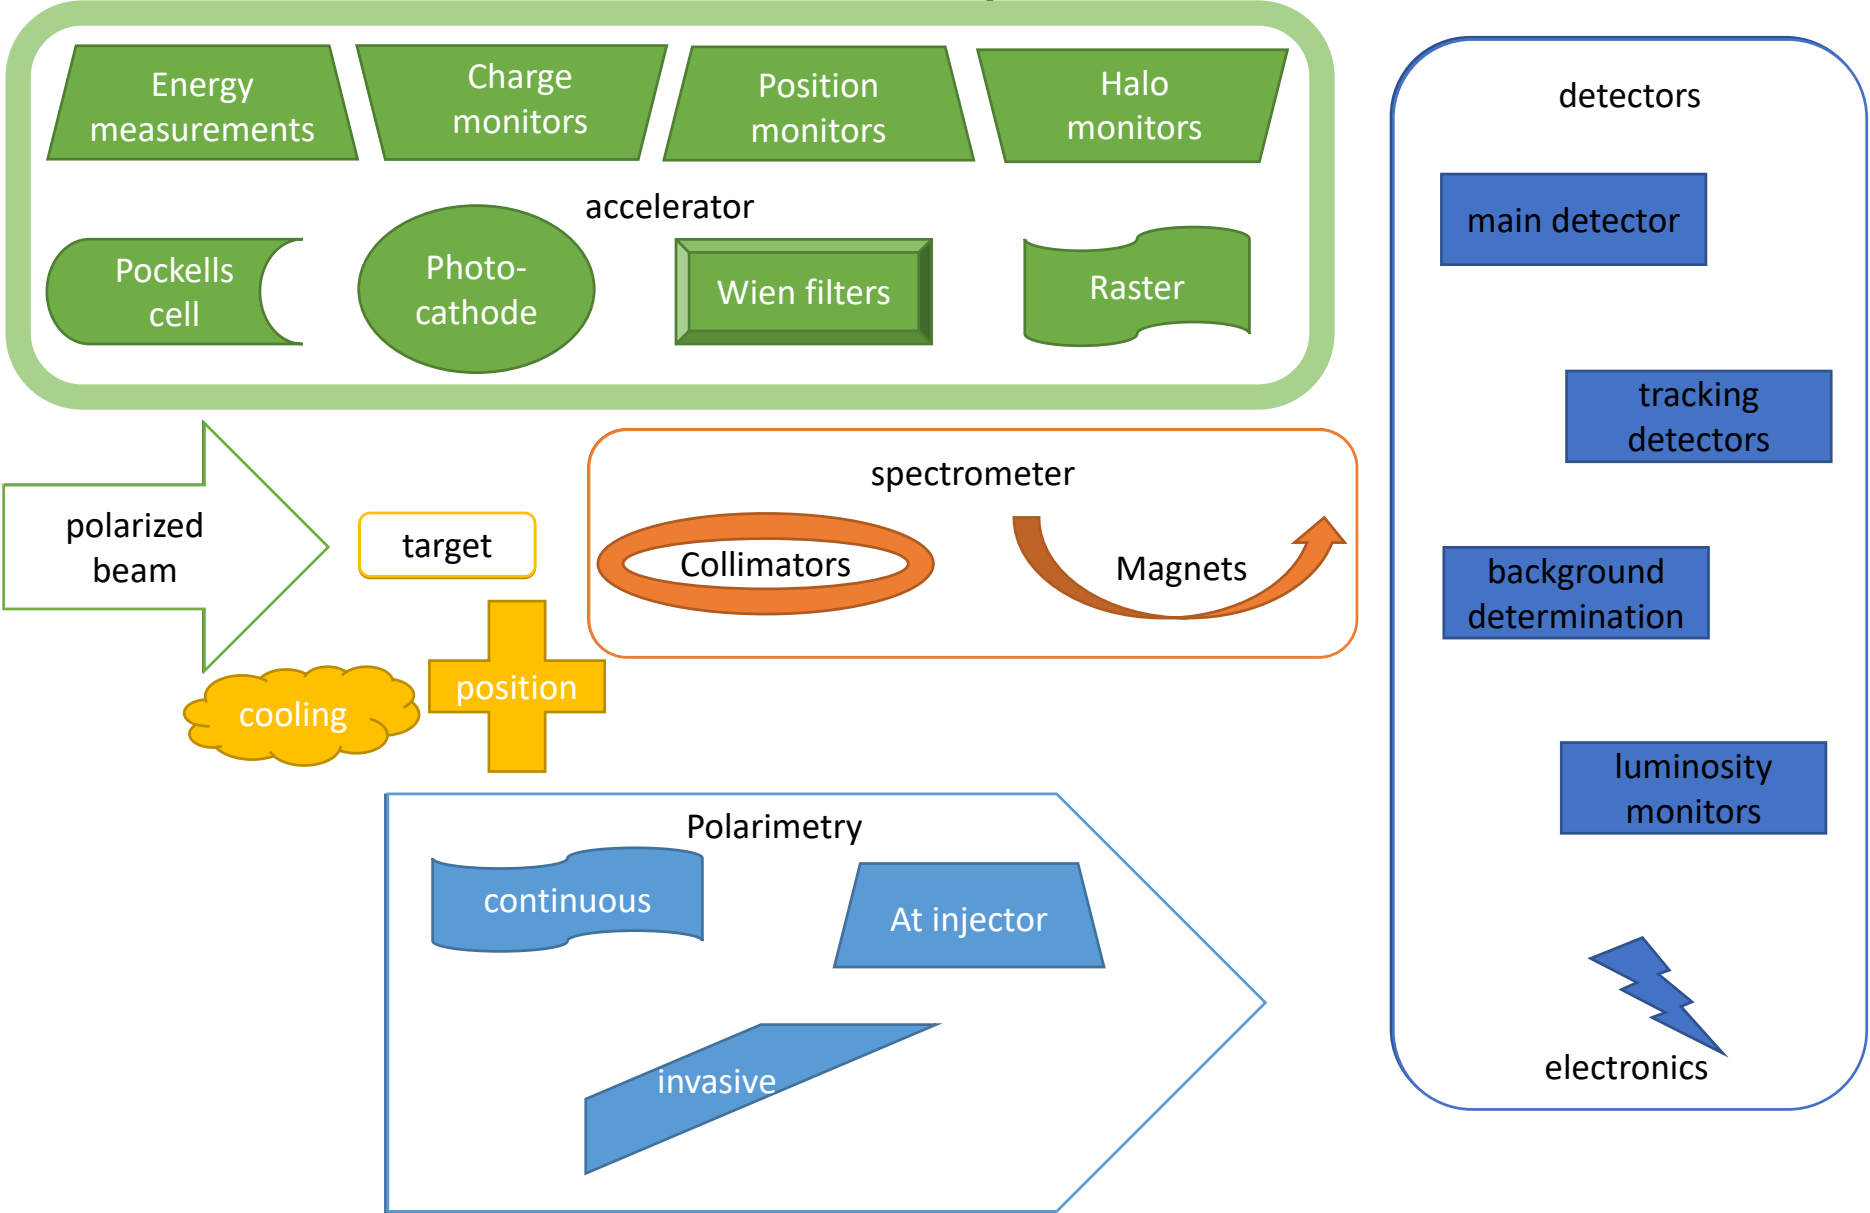 Energy
measurements
Charge
monitors
Position
monitors
Halo
monitors
accelerator
Pockells
cell
Photo-
cathode
Wien filters
Raster
polarized
beam
target
cooling
position
spectrometer
Collimators
Magnets
Polarimetry
continuous
At injector
invasive
detectors
main detector
tracking
detectors
background
determination
luminosity
monitors
electronics